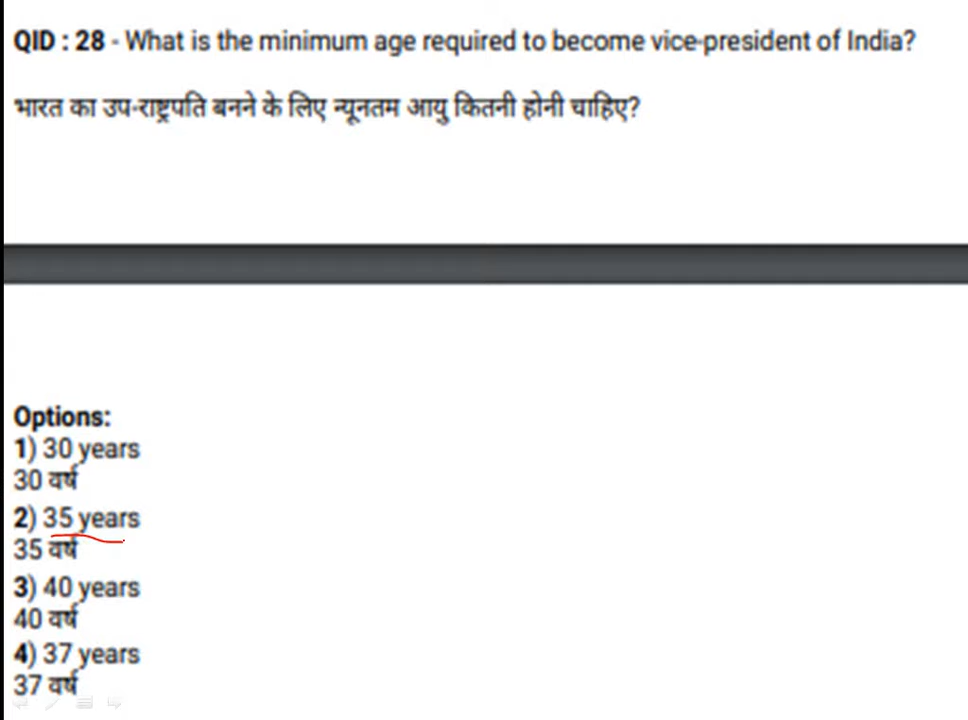 QID : 28 - What is the minimum age required to become vice-president of India?
भारत का उप-राष्ट्रपति बनने के लिए न्यूनतम आयु कितनी होनी चाहिए?
Options:
1) 30 years
30 वर्ष
2) 35 years
35 वर्ष
3) 40 years
40 वर्ष
4) 37 years
37 वर्ष